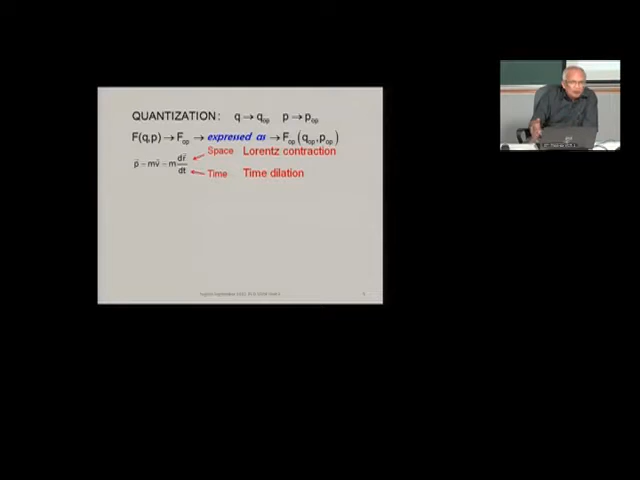 QUANTIZATION: q → q_op p → p_op
F(q,p) → F_op → expressed as → F_op (q_op, p_op)
Space Lorentz contraction
p⃗ = mv⃗ = m dr⃗/dt
Time Time dilation